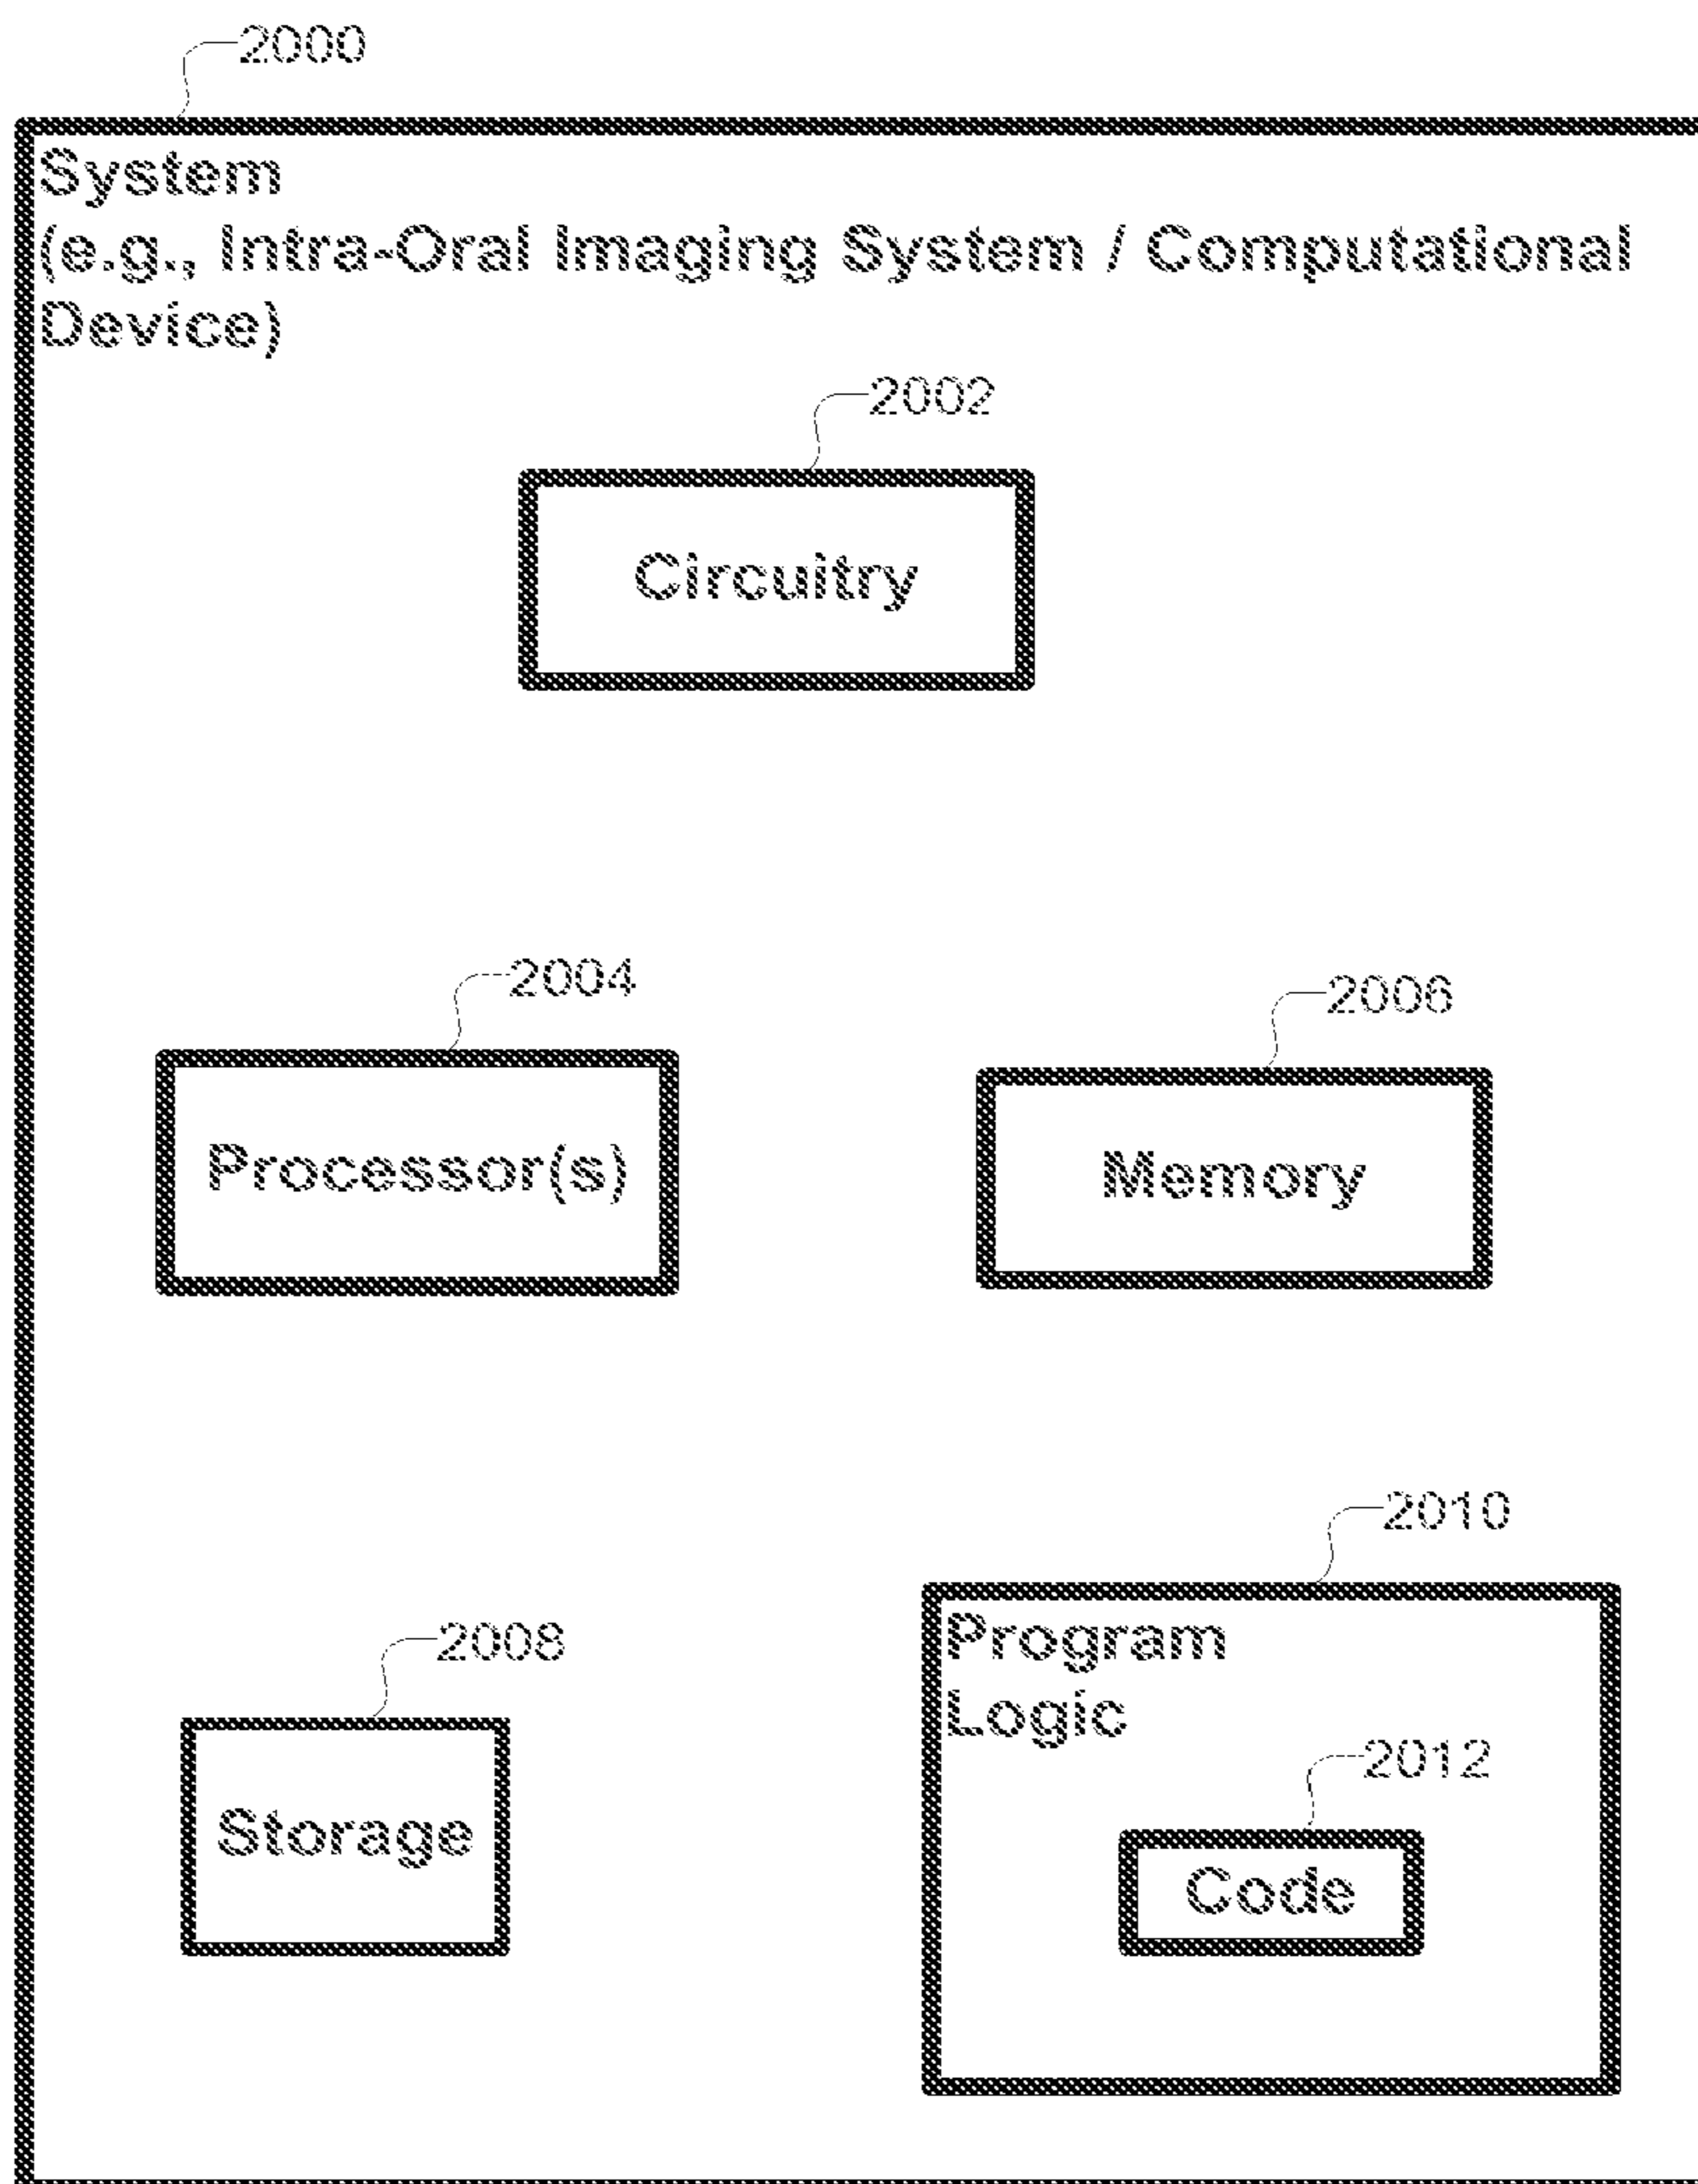 2000
System
(e.g., Intra-Oral Imaging System / Computational
Device)
2002
Circuitry
2004
2006
Processor(s)
Memory
2010
2008
Program
Logic
2012
Storage
Code